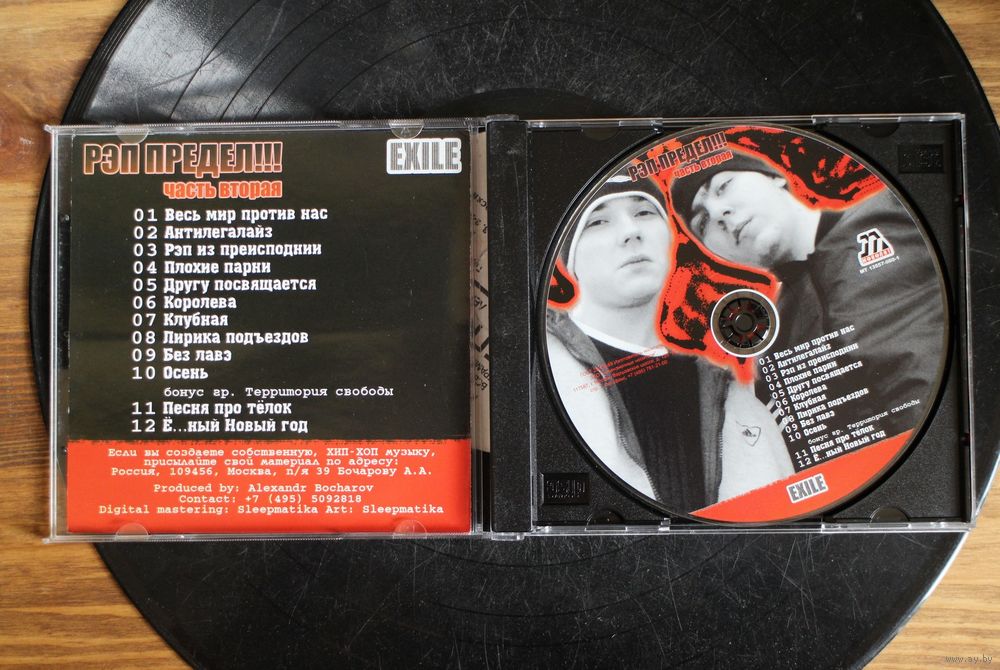 РЭП ПРЕДЕЛ!!!
часть вторая
EXILE
01 Весь мир против нас
02 Антилегалайз
03 Рэп из преисподнии
04 Плохие парни
05 Другу посвящается
06 Королева
07 Клубная
08 Лирика подъездов
09 Без лавэ
10 Осень
бонус гр. Территория свободы
11 Песня про тёлок
12 Ё...ный Новый год
Если вы создаете собственную, ХИП-ХОП музыку,
присылайте свой материал по адресу:
Россия, 109456, Москва, п/я 39 Бочарову А.А.
Produced by: Alexandr Bocharov
Contact: +7 (495) 5092818
Digital mastering: Sleepmatika Art: Sleepmatika
РЭП ПРЕДЕЛ!!!
часть вторая
01 Весь мир против нас
02 Антилегалайз
03 Рэп из преисподнии
04 Плохие парни
05 Другу посвящается
06 Королева
07 Клубная
08 Лирика подъездов
09 Без лавэ
10 Осень
бонус гр. Территория свободы
11 Песня про тёлок
12 Ё...ный Новый год
EXILE
www.ay.by